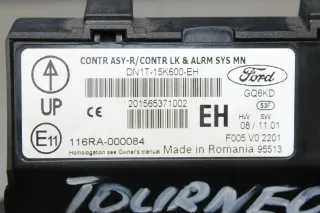 CONTR ASY-R/CONTR LK & ALRM SYS MN
DN1T-15K600-EH
Ford
UP
201565371002
GQ6KD
53F
CE
EH
HW SW
08 / 11.01
E11
116RA-000084
F005 V0 2201
Homologation see Owner's manual
Made in Romania 95513
TOURNEO